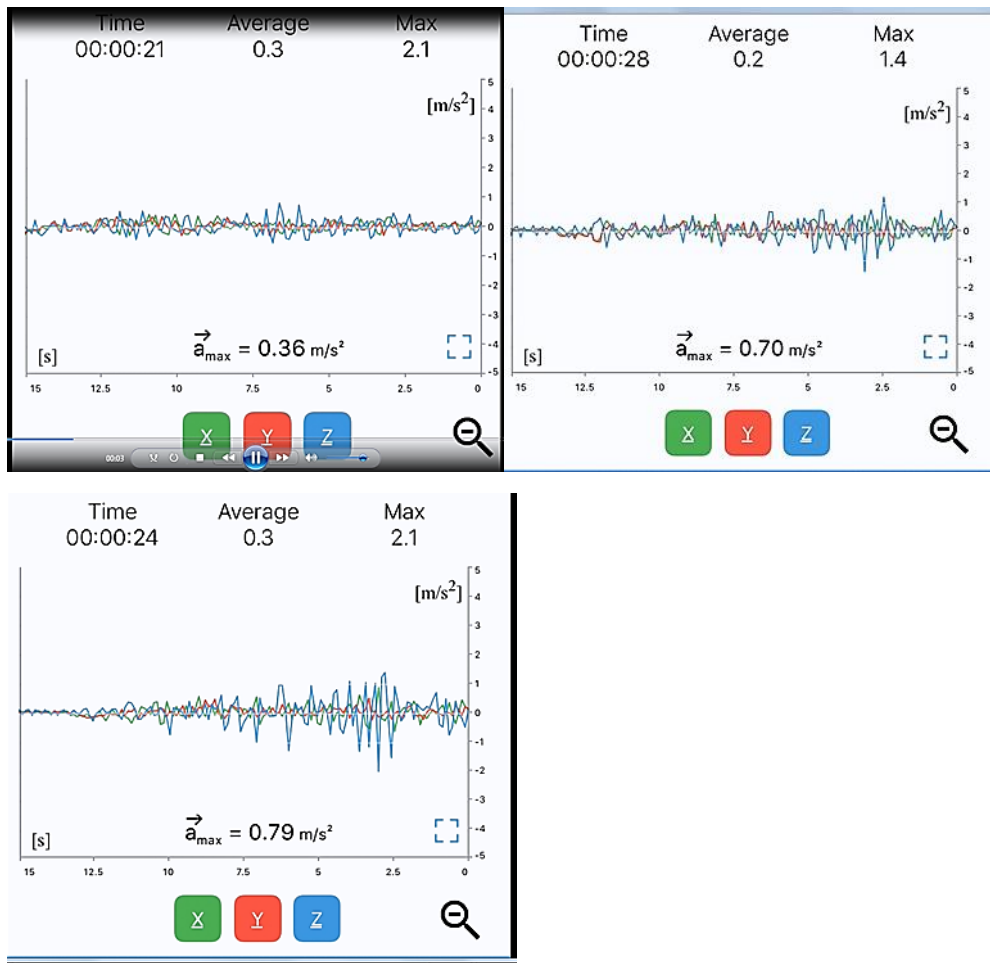 Time Average Max
00:00:21 0.3 2.1
[m/s²]
5
4
3
2
1
0
-1
-2
-3
-4
-5
a→max = 0.36 m/s²
[s]
15 12.5 10 7.5 5 2.5 0
X Y Z
00:03
Time Average Max
00:00:28 0.2 1.4
[m/s²]
5
4
3
2
1
0
-1
-2
-3
-4
-5
a→max = 0.70 m/s²
[s]
15 12.5 10 7.5 5 2.5 0
X Y Z
Time Average Max
00:00:24 0.3 2.1
[m/s²]
5
4
3
2
1
0
-1
-2
-3
-4
-5
a→max = 0.79 m/s²
[s]
15 12.5 10 7.5 5 2.5 0
X Y Z